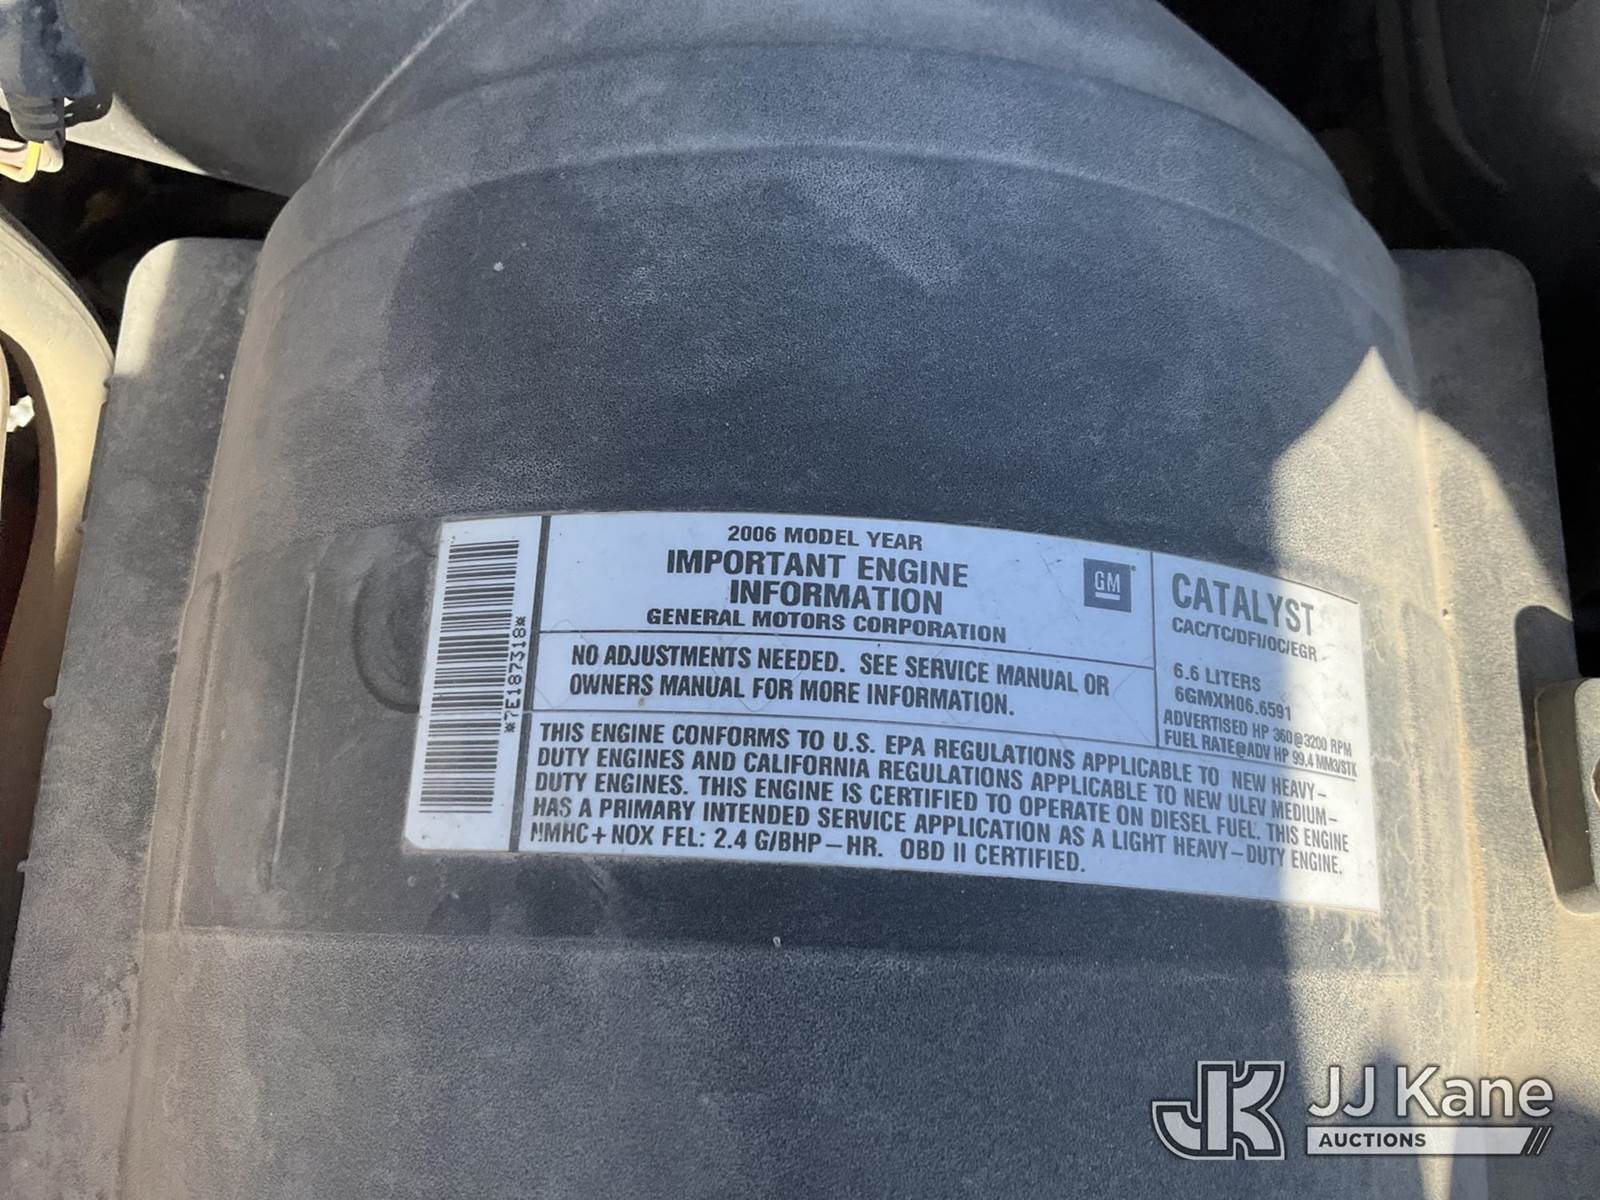 2006 MODEL YEAR
IMPORTANT ENGINE
INFORMATION
GENERAL MOTORS CORPORATION
GM
NO ADJUSTMENTS NEEDED. SEE SERVICE MANUAL OR
OWNERS MANUAL FOR MORE INFORMATION.
CATALYST
CAC/TC/DFI/OC/EGR
6.6 LITERS
6GMXH06.6591
ADVERTISED HP 360@3200 RPM
FUEL RATE@ADV HP 99.4 MM3/STK
THIS ENGINE CONFORMS TO U.S. EPA REGULATIONS APPLICABLE TO NEW HEAVY-
DUTY ENGINES AND CALIFORNIA REGULATIONS APPLICABLE TO NEW ULEV MEDIUM-
DUTY ENGINES. THIS ENGINE IS CERTIFIED TO OPERATE ON DIESEL FUEL. THIS ENGINE
HAS A PRIMARY INTENDED SERVICE APPLICATION AS A LIGHT HEAVY-DUTY ENGINE.
NMHC+NOX FEL: 2.4 G/BHP-HR. OBD II CERTIFIED.
*7E187318*
JK
JJ Kane
AUCTIONS